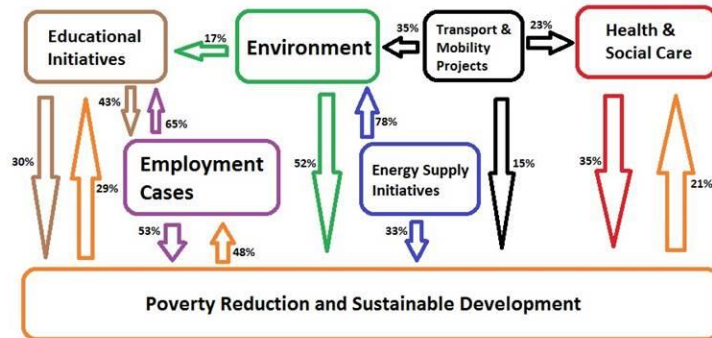 Educational
Initiatives
17%
Environment
35%
Transport &
Mobility
Projects
23%
Health &
Social Care
43%
65%
78%
30%
29%
Employment
Cases
52%
Energy Supply
Initiatives
15%
35%
21%
53%
48%
33%
Poverty Reduction and Sustainable Development